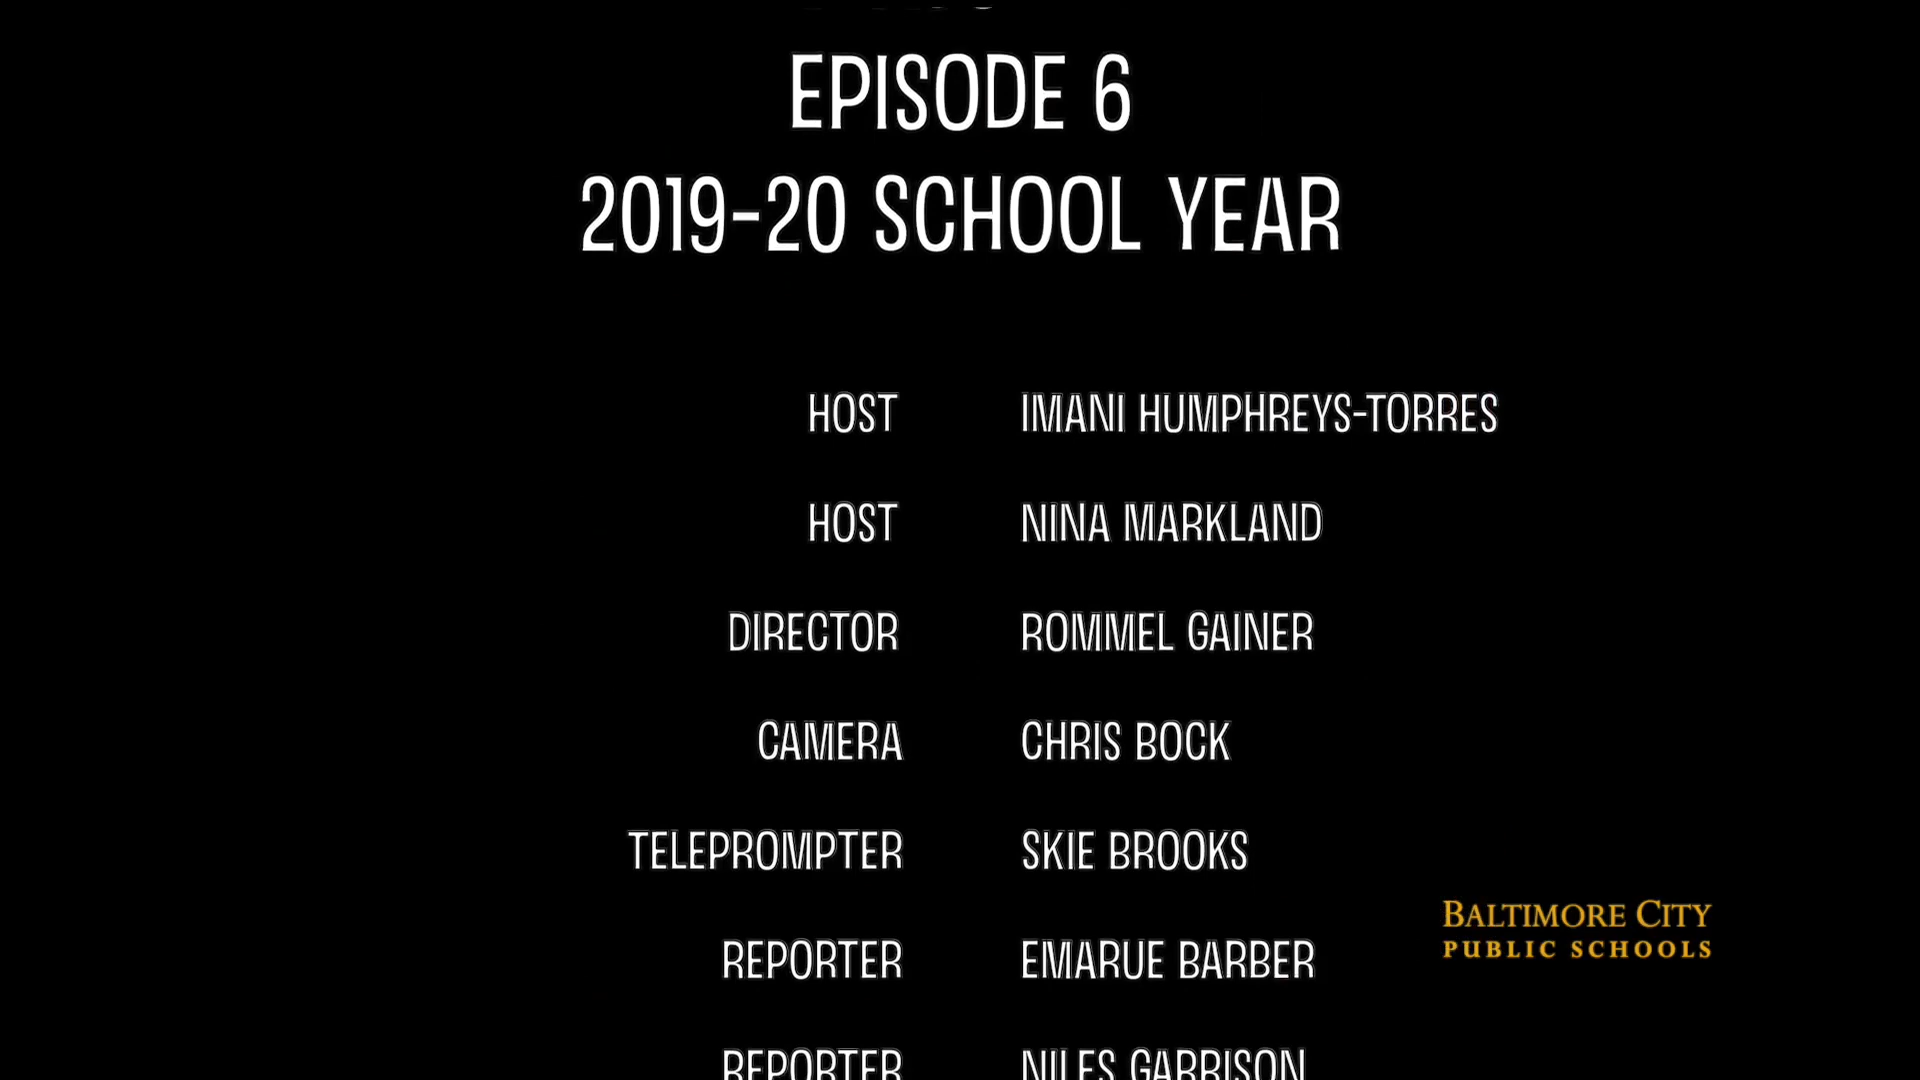 EPISODE 6
2019-20 SCHOOL YEAR
HOST IMANI HUMPHREYS-TORRES
HOST NINA MARKLAND
DIRECTOR ROMMEL GAINER
CAMERA CHRIS BOCK
TELEPROMPTER SKIE BROOKS
REPORTER EMARUE BARBER
REPORTER NILES GARRISON
BALTIMORE CITY
PUBLIC SCHOOLS